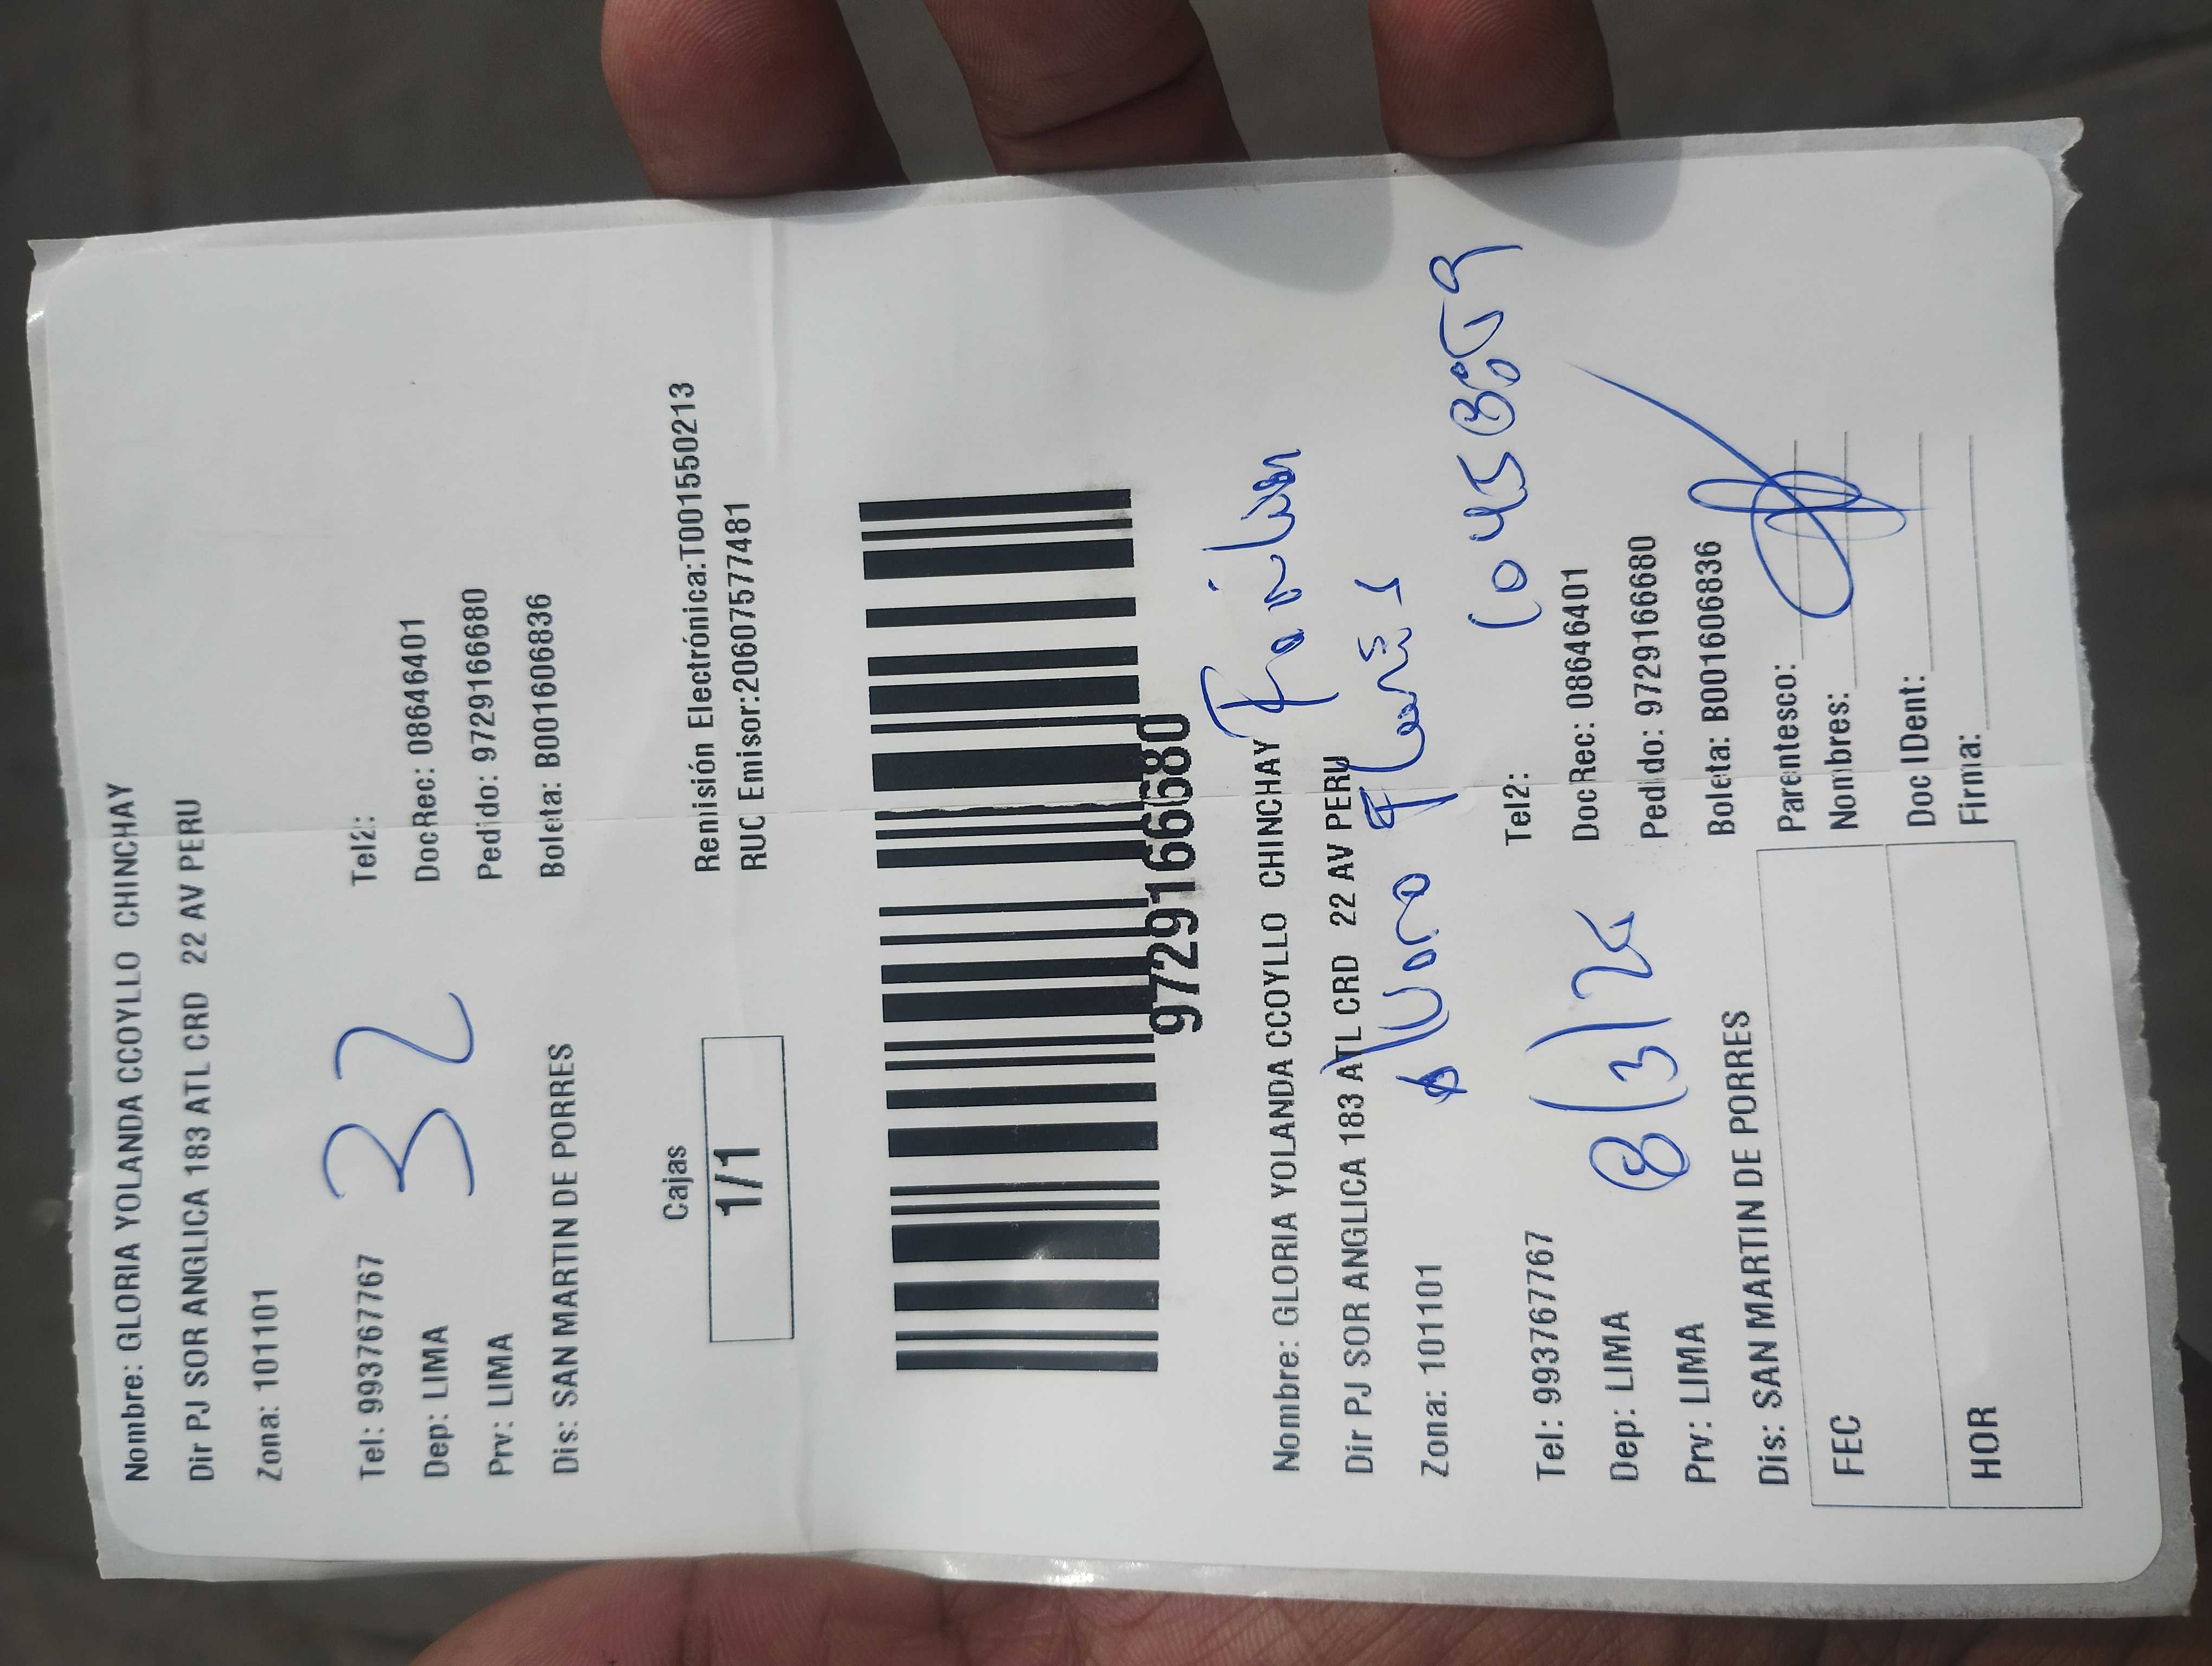 Nombre: GLORIA YOLANDA CCOYLLO CHINCHAY
Dir PJ SOR ANGLICA 183 ATL CRD 22 AV PERU
Zona: 101101
32
Tel: 993767767 Tel2:
Dep: LIMA DocRec: 08646401
Prv: LIMA Pedido: 9729166680
Dis: SAN MARTIN DE PORRES Boleta: B001606836
Cajas Remisión Electrónica:T001550213
1/1 RUC Emisor:20607577481
9729166680
Nombre: GLORIA YOLANDA CCOYLLO CHINCHAY
Dir PJ SOR ANGLICA 183 ATL CRD 22 AV PERU
Zona: 101101
Flores
Tel: 993767767 Tel2:
8/3/24
Dep: LIMA DocRec: 08646401
Prv: LIMA Pedido: 9729166680
Dis: SAN MARTIN DE PORRES Boleta: B001606836
Parentesco:
FEC Nombres:
Doc IDent:
HOR Firma: